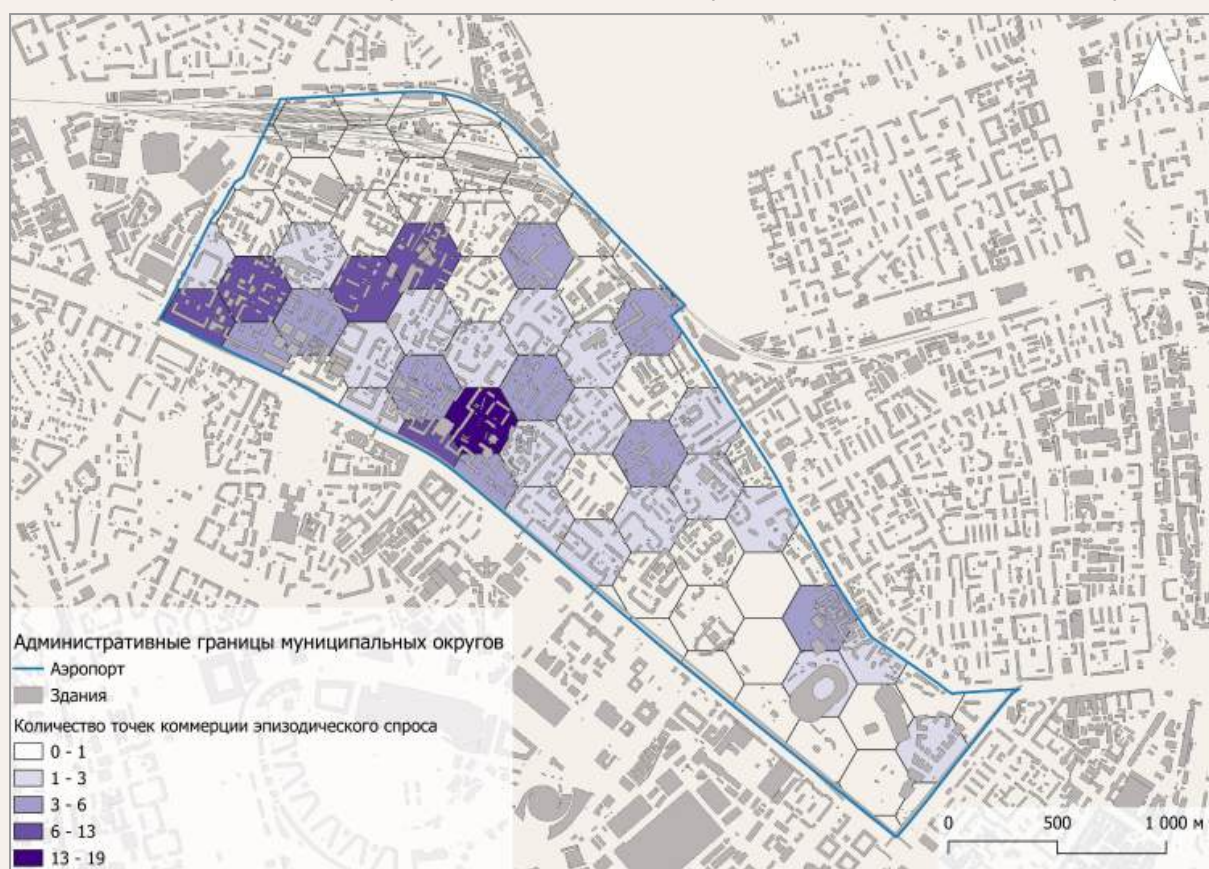 Административные границы муниципальных округов
Аэропорт
Здания
Количество точек коммерции эпизодического спроса
0 - 1
1 - 3
3 - 6
6 - 13
13 - 19
0 500 1 000 м